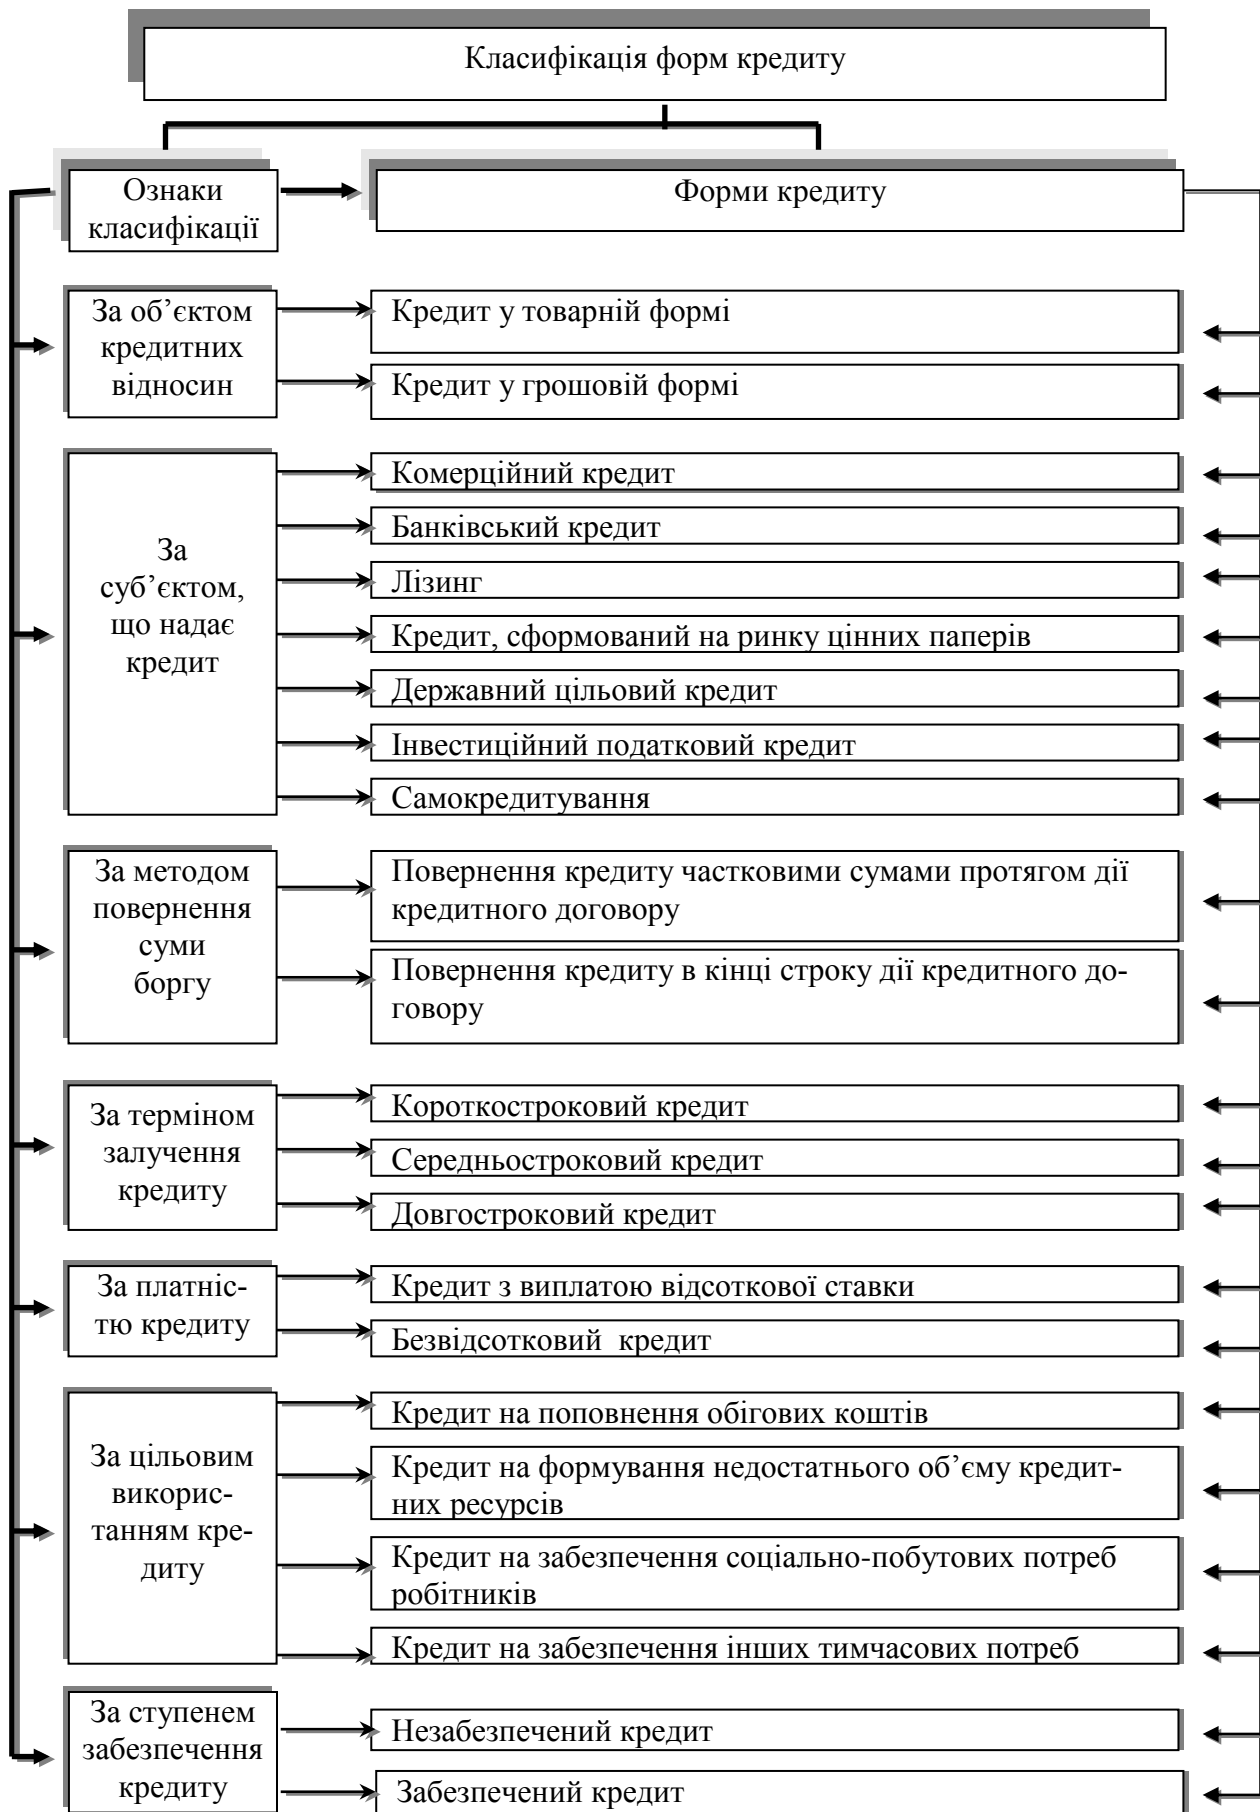 Класифікація форм кредиту
Ознаки
класифікації
Форми кредиту
За об’єктом
кредитних
відносин
Кредит у товарній формі
Кредит у грошовій формі
За
суб’єктом,
що надає
кредит
Комерційний кредит
Банківський кредит
Лізинг
Кредит, сформований на ринку цінних паперів
Державний цільовий кредит
Інвестиційний податковий кредит
Самокредитування
За методом
повернення
суми
боргу
Повернення кредиту частковими сумами протягом дії
кредитного договору
Повернення кредиту в кінці строку дії кредитного до-
говору
За терміном
залучення
кредиту
Короткостроковий кредит
Середньостроковий кредит
Довгостроковий кредит
За платніс-
тю кредиту
Кредит з виплатою відсоткової ставки
Безвідсотковий  кредит
За цільовим
викорис-
танням кре-
диту
Кредит на поповнення обігових коштів
Кредит на формування недостатнього об’єму кредит-
них ресурсів
Кредит на забезпечення соціально-побутових потреб
робітників
Кредит на забезпечення інших тимчасових потреб
За ступенем
забезпечення
кредиту
Незабезпечений кредит
Забезпечений кредит